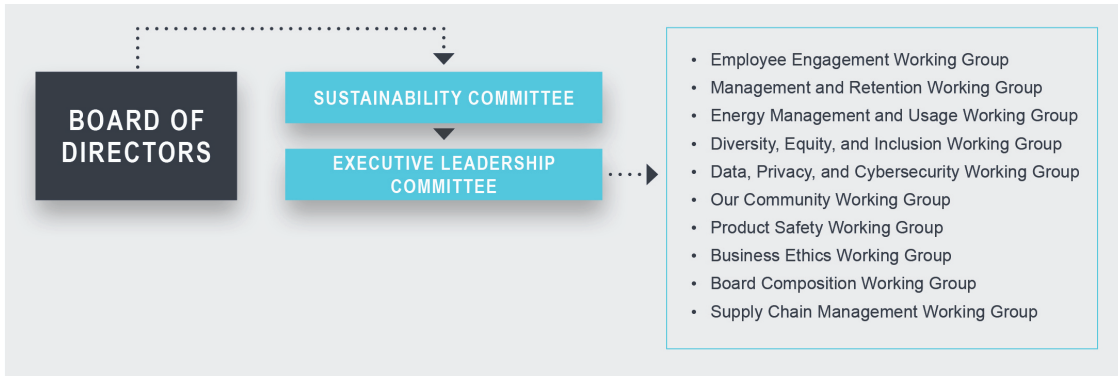 BOARD OF
DIRECTORS
SUSTAINABILITY COMMITTEE
EXECUTIVE LEADERSHIP
COMMITTEE
• Employee Engagement Working Group
• Management and Retention Working Group
• Energy Management and Usage Working Group
• Diversity, Equity, and Inclusion Working Group
• Data, Privacy, and Cybersecurity Working Group
• Our Community Working Group
• Product Safety Working Group
• Business Ethics Working Group
• Board Composition Working Group
• Supply Chain Management Working Group